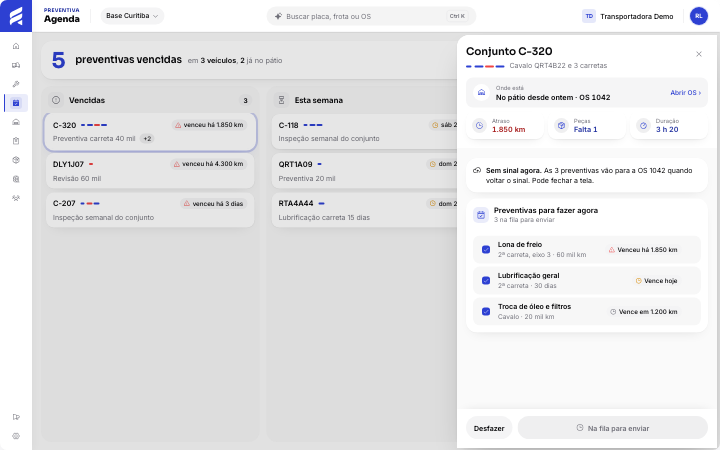 PREVENTIVA
Agenda
Base Curitiba
Buscar placa, frota ou OS
Ctrl K
TD
Transportadora Demo
RL
5 preventivas vencidas
em 3 veículos, 2 já no pátio
Vencidas
3
C-320
venceu há 1.850 km
Preventiva carreta 40 mil
+2
DLY1J07
venceu há 4.300 km
Revisão 60 mil
C-207
venceu há 3 dias
Inspeção semanal do conjunto
Esta semana
C-118
sáb 2
Inspeção semanal do conjunto
QRT1A09
dom 2
Preventiva 20 mil
RTA4A44
dom 2
Lubrificação carreta 15 dias
Conjunto C-320
Cavalo QRT4B22 e 3 carretas
Onde está
No pátio desde ontem · OS 1042
Abrir OS ›
Atraso
1.850 km
Peças
Falta 1
Duração
3 h 20
Sem sinal agora. As 3 preventivas vão para a OS 1042 quando
voltar o sinal. Pode fechar a tela.
Preventivas para fazer agora
3 na fila para enviar
Lona de freio
2ª carreta, eixo 3 · 60 mil km
Venceu há 1.850 km
Lubrificação geral
2ª carreta · 30 dias
Vence hoje
Troca de óleo e filtros
Cavalo · 20 mil km
Vence em 1.200 km
Desfazer
Na fila para enviar